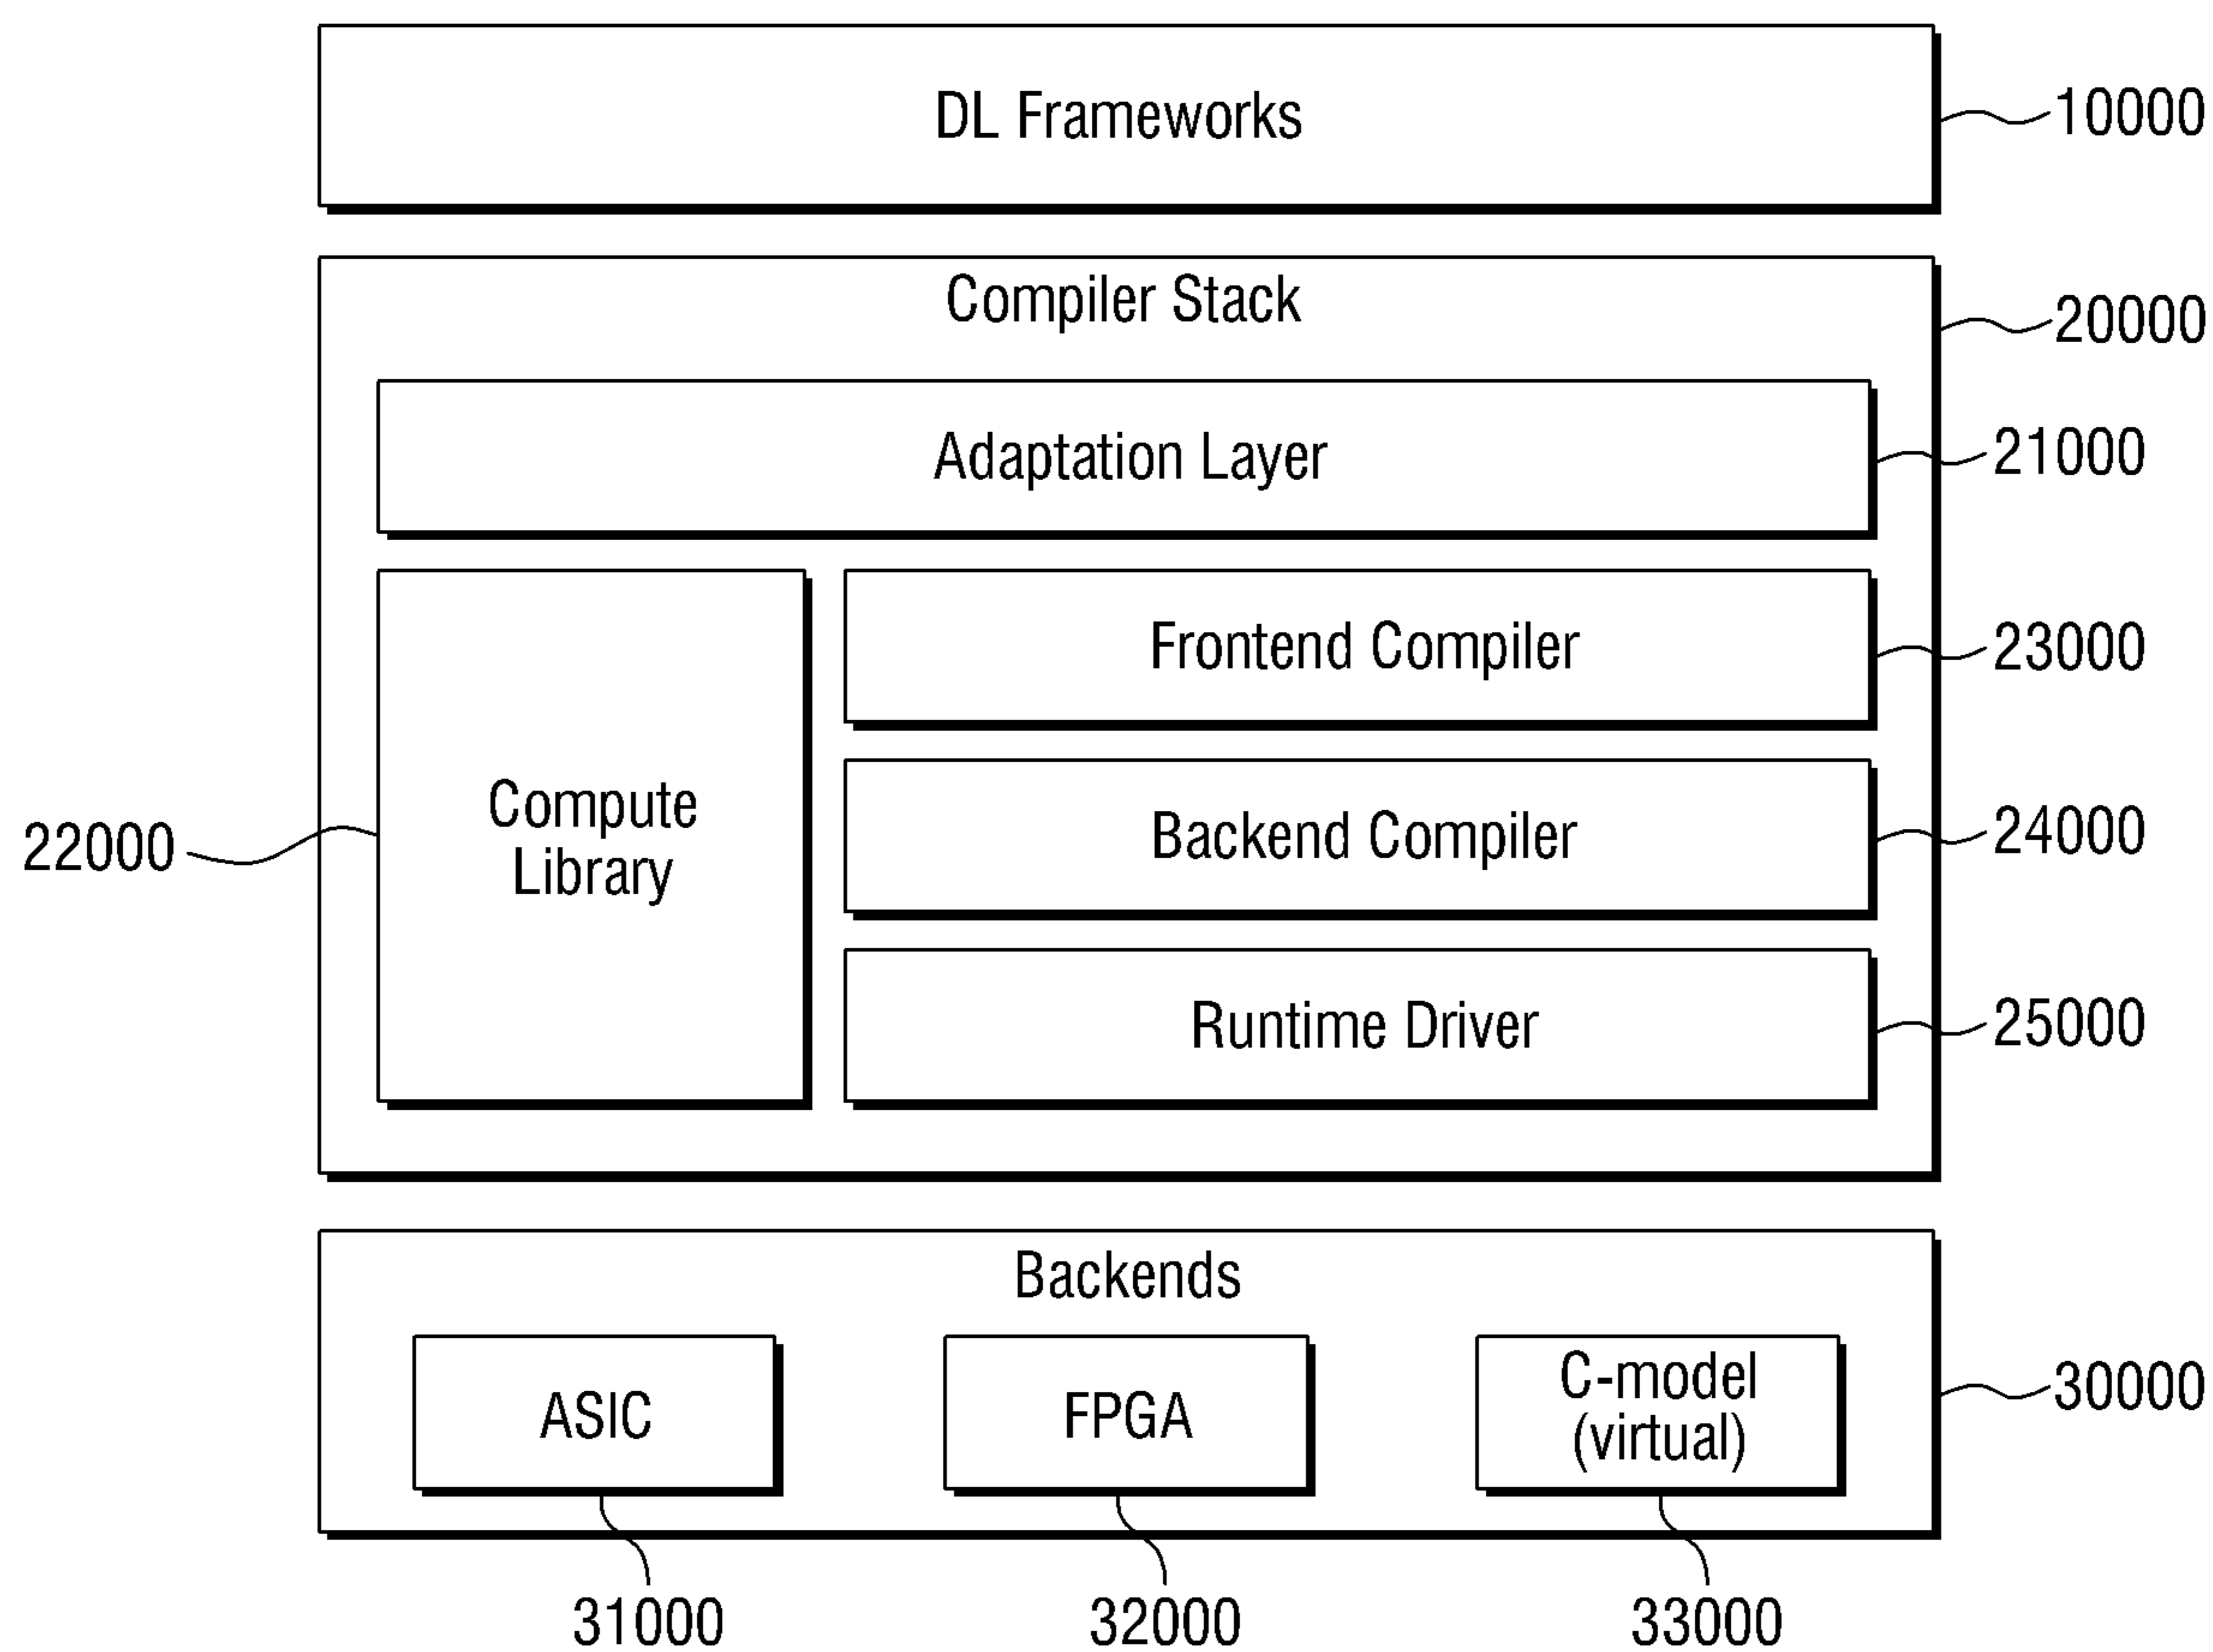 DL Frameworks
10000
Compiler Stack
20000
Adaptation Layer
21000
Compute
Library
22000
Frontend Compiler
23000
Backend Compiler
24000
Runtime Driver
25000
Backends
30000
ASIC
FPGA
C-model
(virtual)
31000
32000
33000